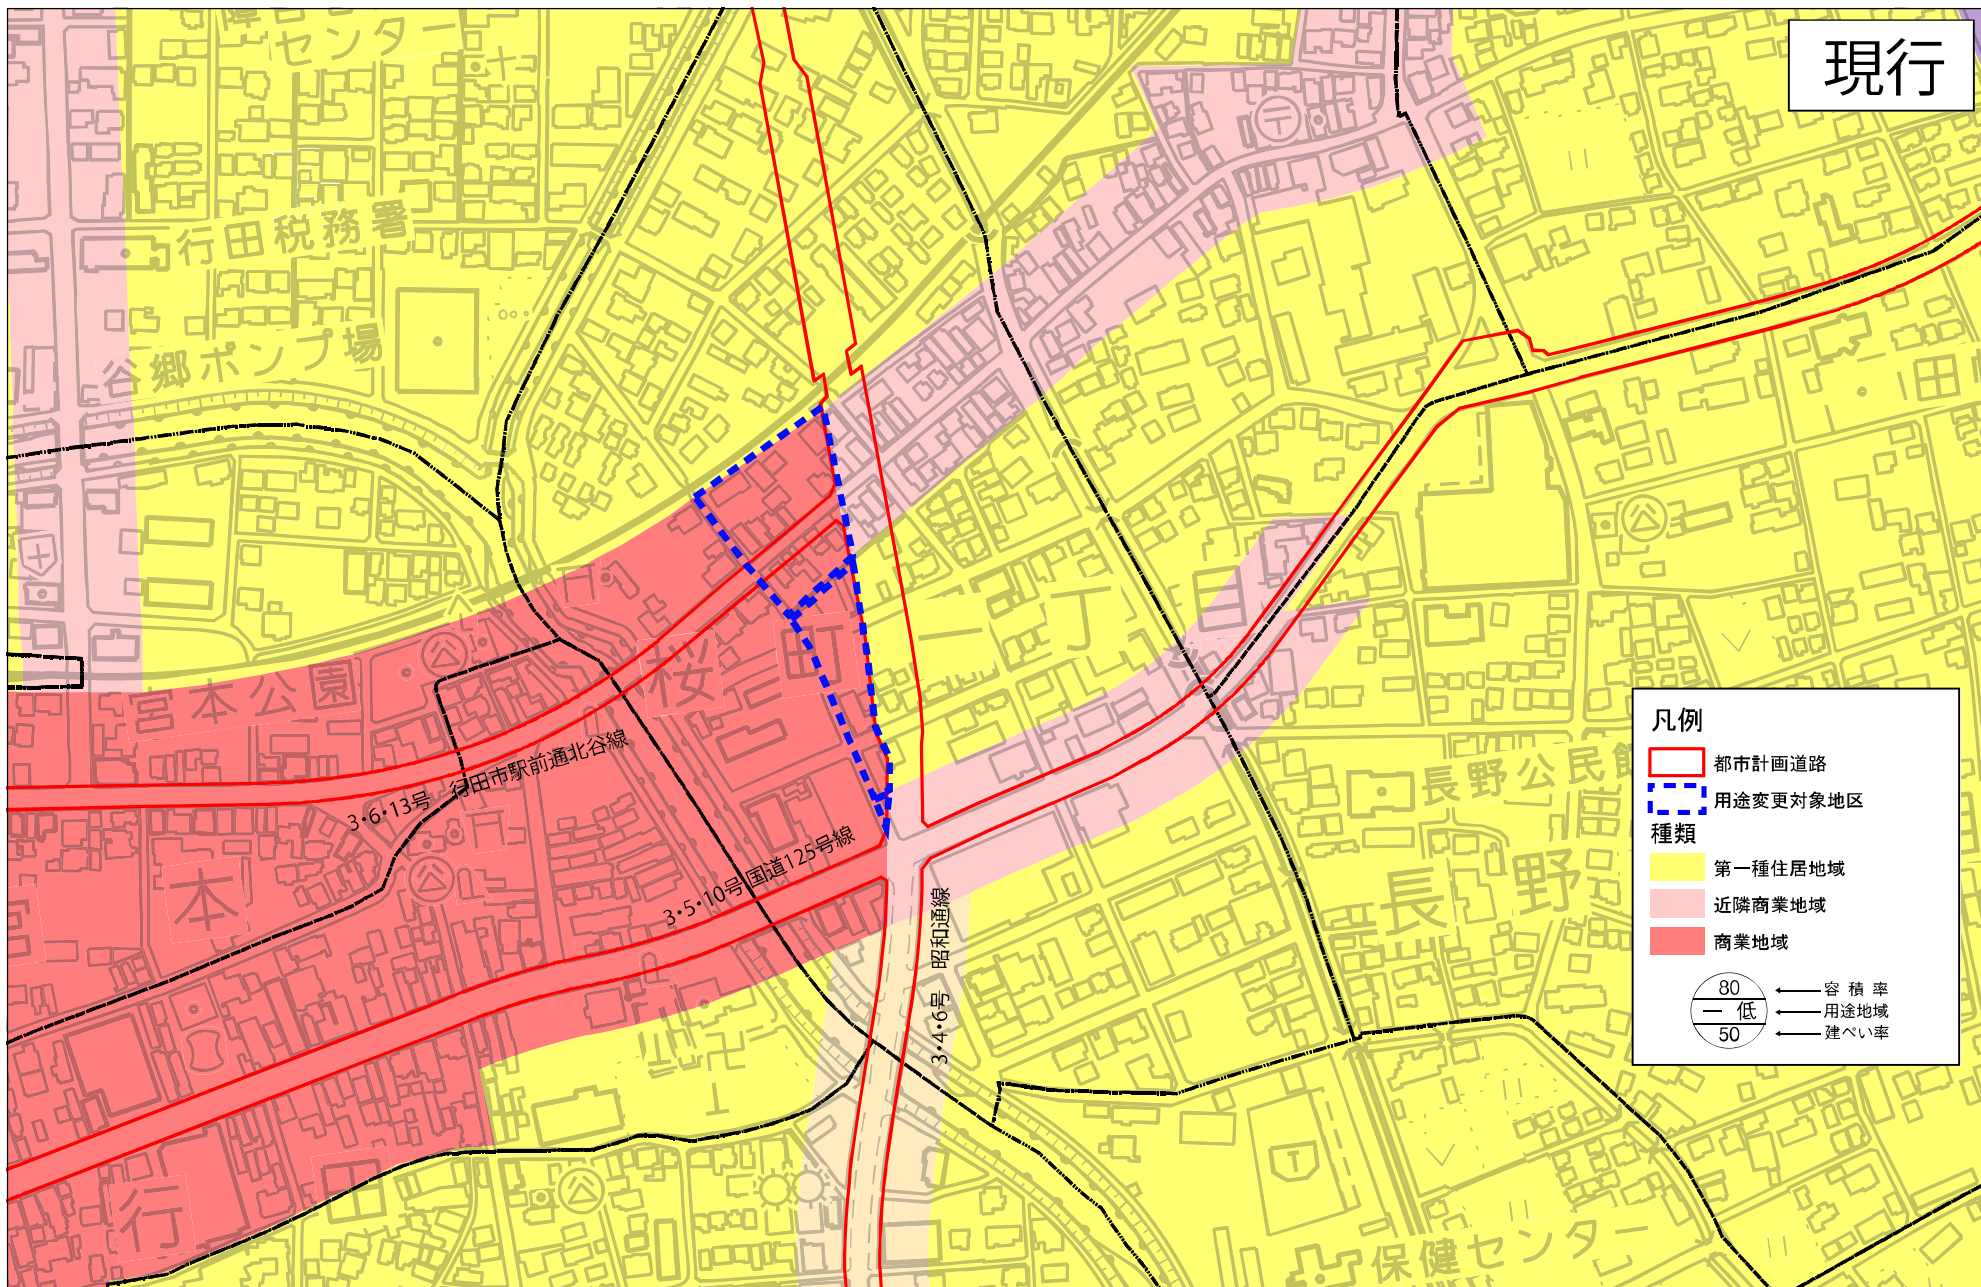 現行
センター
行田税務署
谷郷ポンプ場
宮本公園
桜町一丁
3・6・13号 行田市駅前通北谷線
3・5・10号 国道125号線
3・4・6号 昭和通線
本
行田
長野公民館
長野
保健センター
凡例
都市計画道路
用途変更対象地区
種類
第一種住居地域
近隣商業地域
商業地域
80
一 低
50
容 積 率
用途地域
建ぺい率